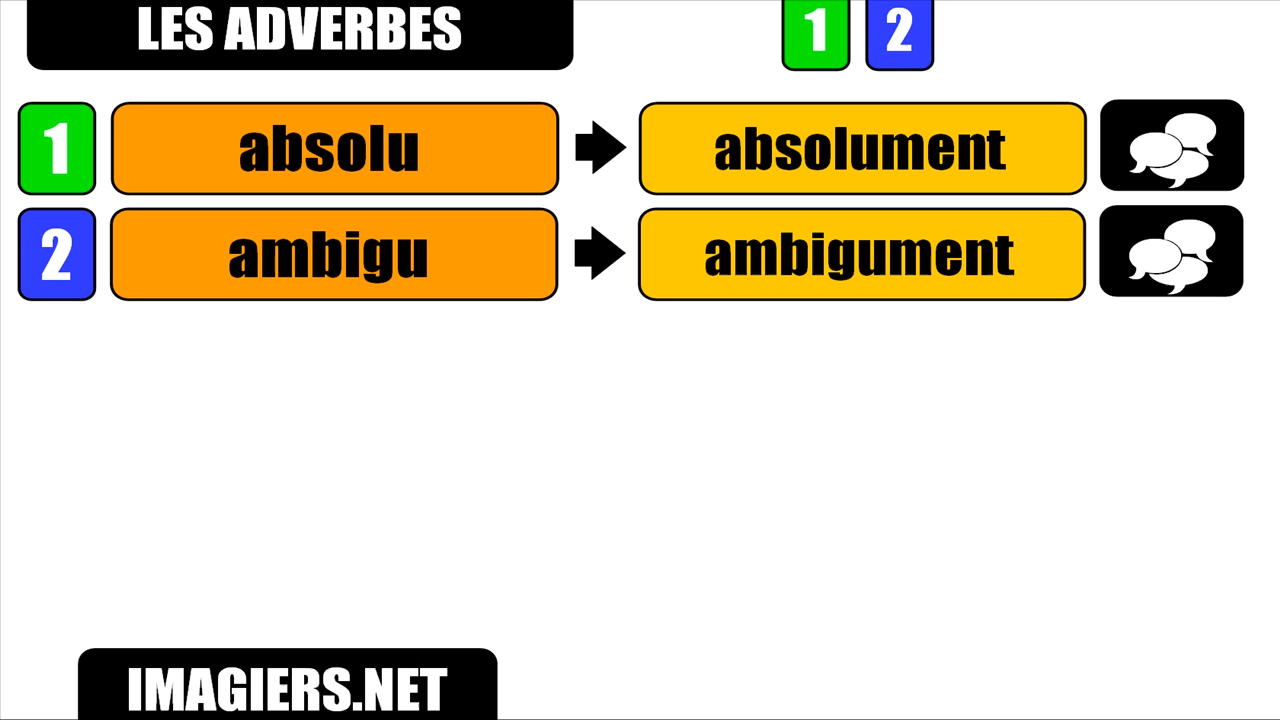 LES ADVERBES 1 2
1 absolu absolument
2 ambigu ambigument
IMAGIERS.NET